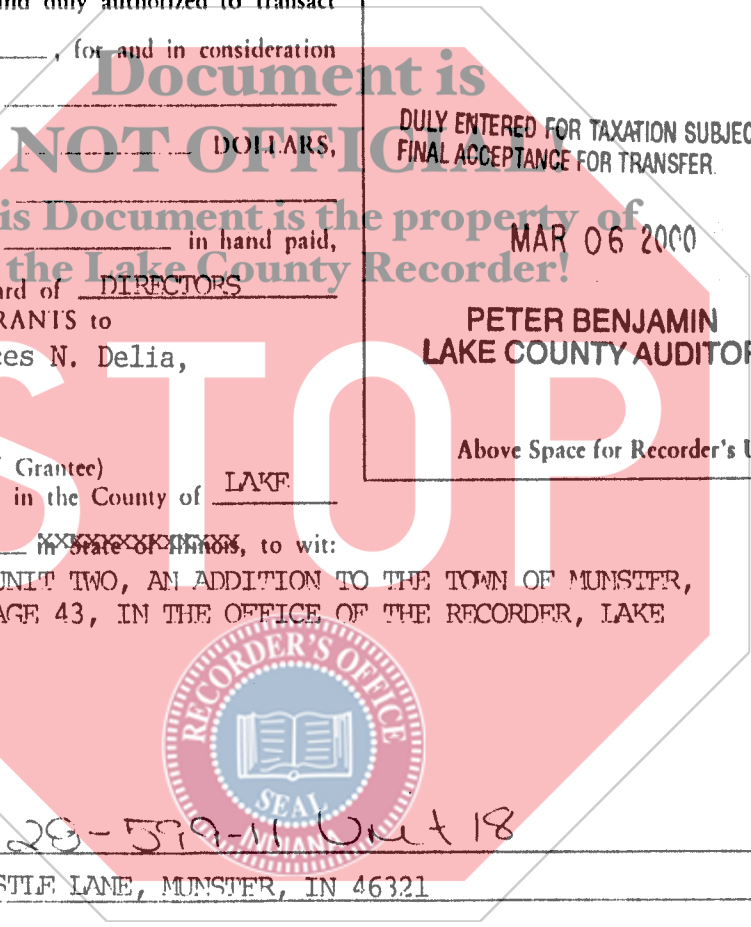 and duly authorized to transact
, for and in consideration
Document is
NOT OFFICIAL!
DOLLARS,
is Document is the property of
in hand paid,
the Lake County Recorder!
ard of DIRECTORS
RANTS to
ces N. Delia,
STOP
Grantee)
in the County of LAKE
in State of Illinois, to wit:
UNIT TWO, AN ADDITION TO THE TOWN OF MUNSTER,
AGE 43, IN THE OFFICE OF THE RECORDER, LAKE
DULY ENTERED FOR TAXATION SUBJEC
FINAL ACCEPTANCE FOR TRANSFER.
MAR 06 2000
PETER BENJAMIN
LAKE COUNTY AUDITOR
Above Space for Recorder's U
RECORDER'S OFFICE
SEAL
INDIANA
28-599-11 Unit 18
STLE LANE, MUNSTER, IN 46321